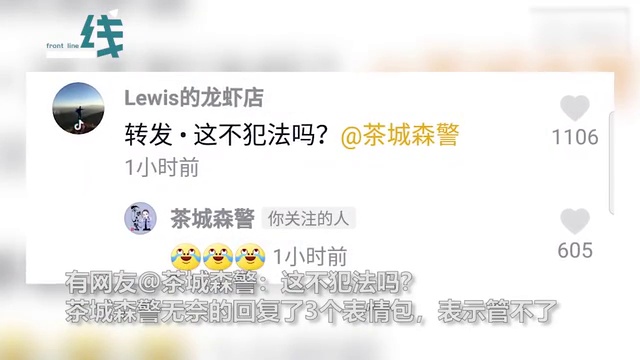 front line
线
Lewis的龙虾店
转发·这不犯法吗？@茶城森警
1小时前
1106
茶城森警 你关注的人
1小时前
605
有网友@茶城森警：这不犯法吗？
茶城森警无奈的回复了3个表情包，表示管不了